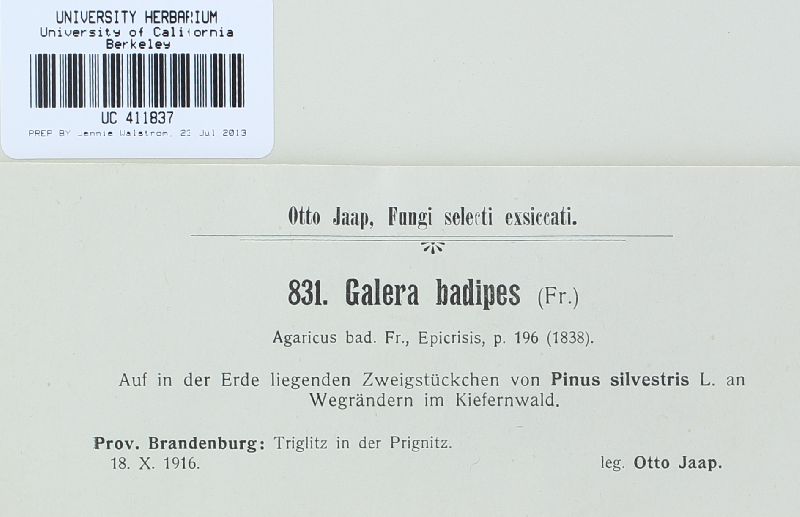 UNIVERSITY HERBARIUM
University of California
Berkeley
UC 411837
PREP BY Jennie Walstrom, 23 Jul 2013
Otto Jaap, Fungi selecti exsiccati.
831. Galera badipes (Fr.)
Agaricus bad. Fr., Epicrisis, p. 196 (1838).
Auf in der Erde liegenden Zweigstückchen von Pinus silvestris L. an
Wegrändern im Kiefernwald.
Prov. Brandenburg: Triglitz in der Prignitz.
18. X. 1916.
leg. Otto Jaap.